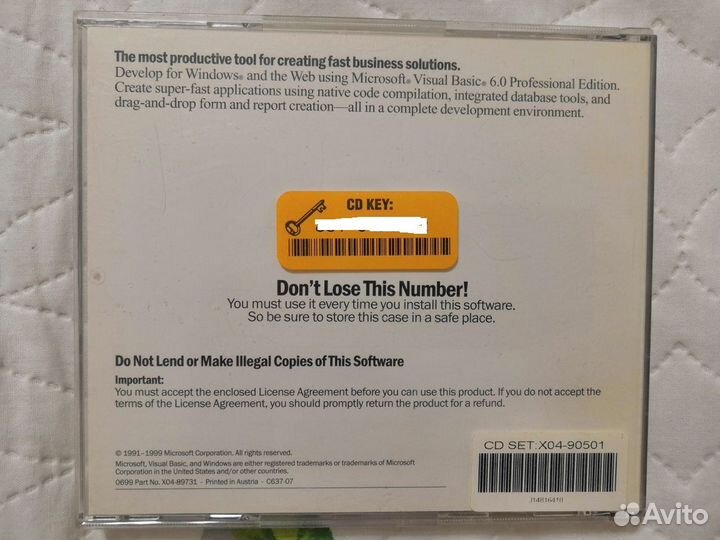 The most productive tool for creating fast business solutions.
Develop for Windows® and the Web using Microsoft® Visual Basic® 6.0 Professional Edition.
Create super-fast applications using native code compilation, integrated database tools, and
drag-and-drop form and report creation—all in a complete development environment.
CD KEY:
Don't Lose This Number!
You must use it every time you install this software.
So be sure to store this case in a safe place.
Do Not Lend or Make Illegal Copies of This Software
Important:
You must accept the enclosed License Agreement before you can use this product. If you do not accept the
terms of the License Agreement, you should promptly return the product for a refund.
© 1991–1999 Microsoft Corporation. All rights reserved.
Microsoft, Visual Basic, and Windows are either registered trademarks or trademarks of Microsoft
Corporation in the United States and/or other countries.
0699 Part No. X04-89731 · Printed in Austria · C637-07
CD SET:X04-90501
J14816410
Avito